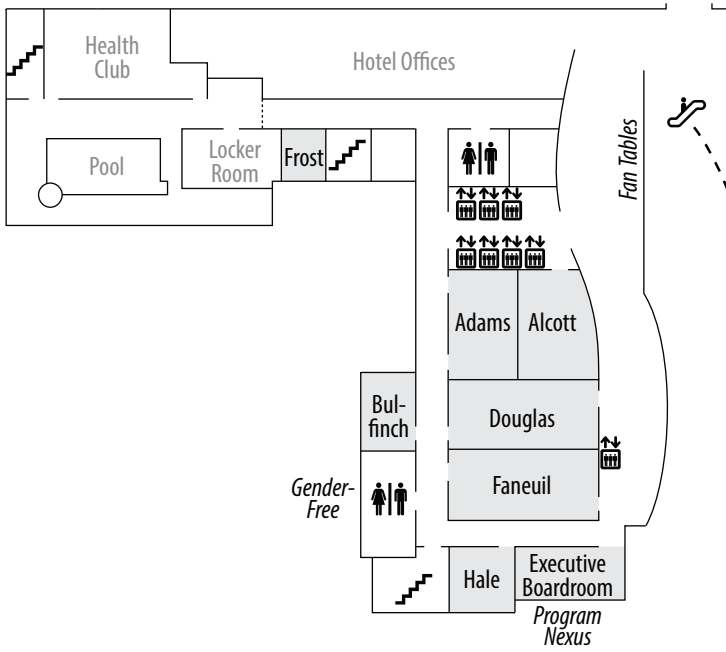 Health
Club
Hotel Offices
Pool
Locker
Room
Frost
Fan Tables
Adams
Alcott
Bul-
finch
Douglas
Gender-
Free
Faneuil
Hale
Executive
Boardroom
Program
Nexus